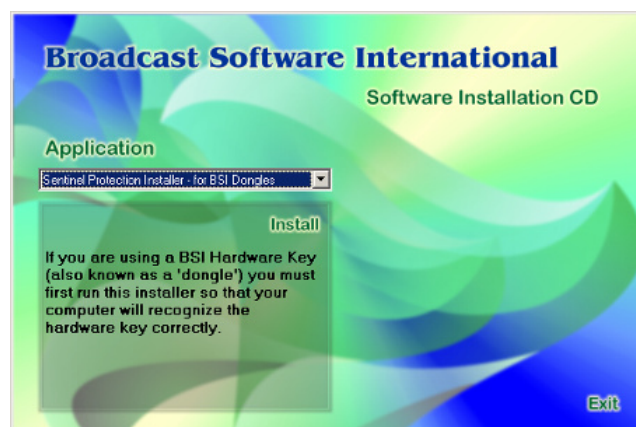 Broadcast Software International
Software Installation CD
Application
Sentinel Protection Installer - for BSI Dongles
Install
If you are using a BSI Hardware Key
(also known as a 'dongle') you must
first run this installer so that your
computer will recognize the
hardware key correctly.
Exit